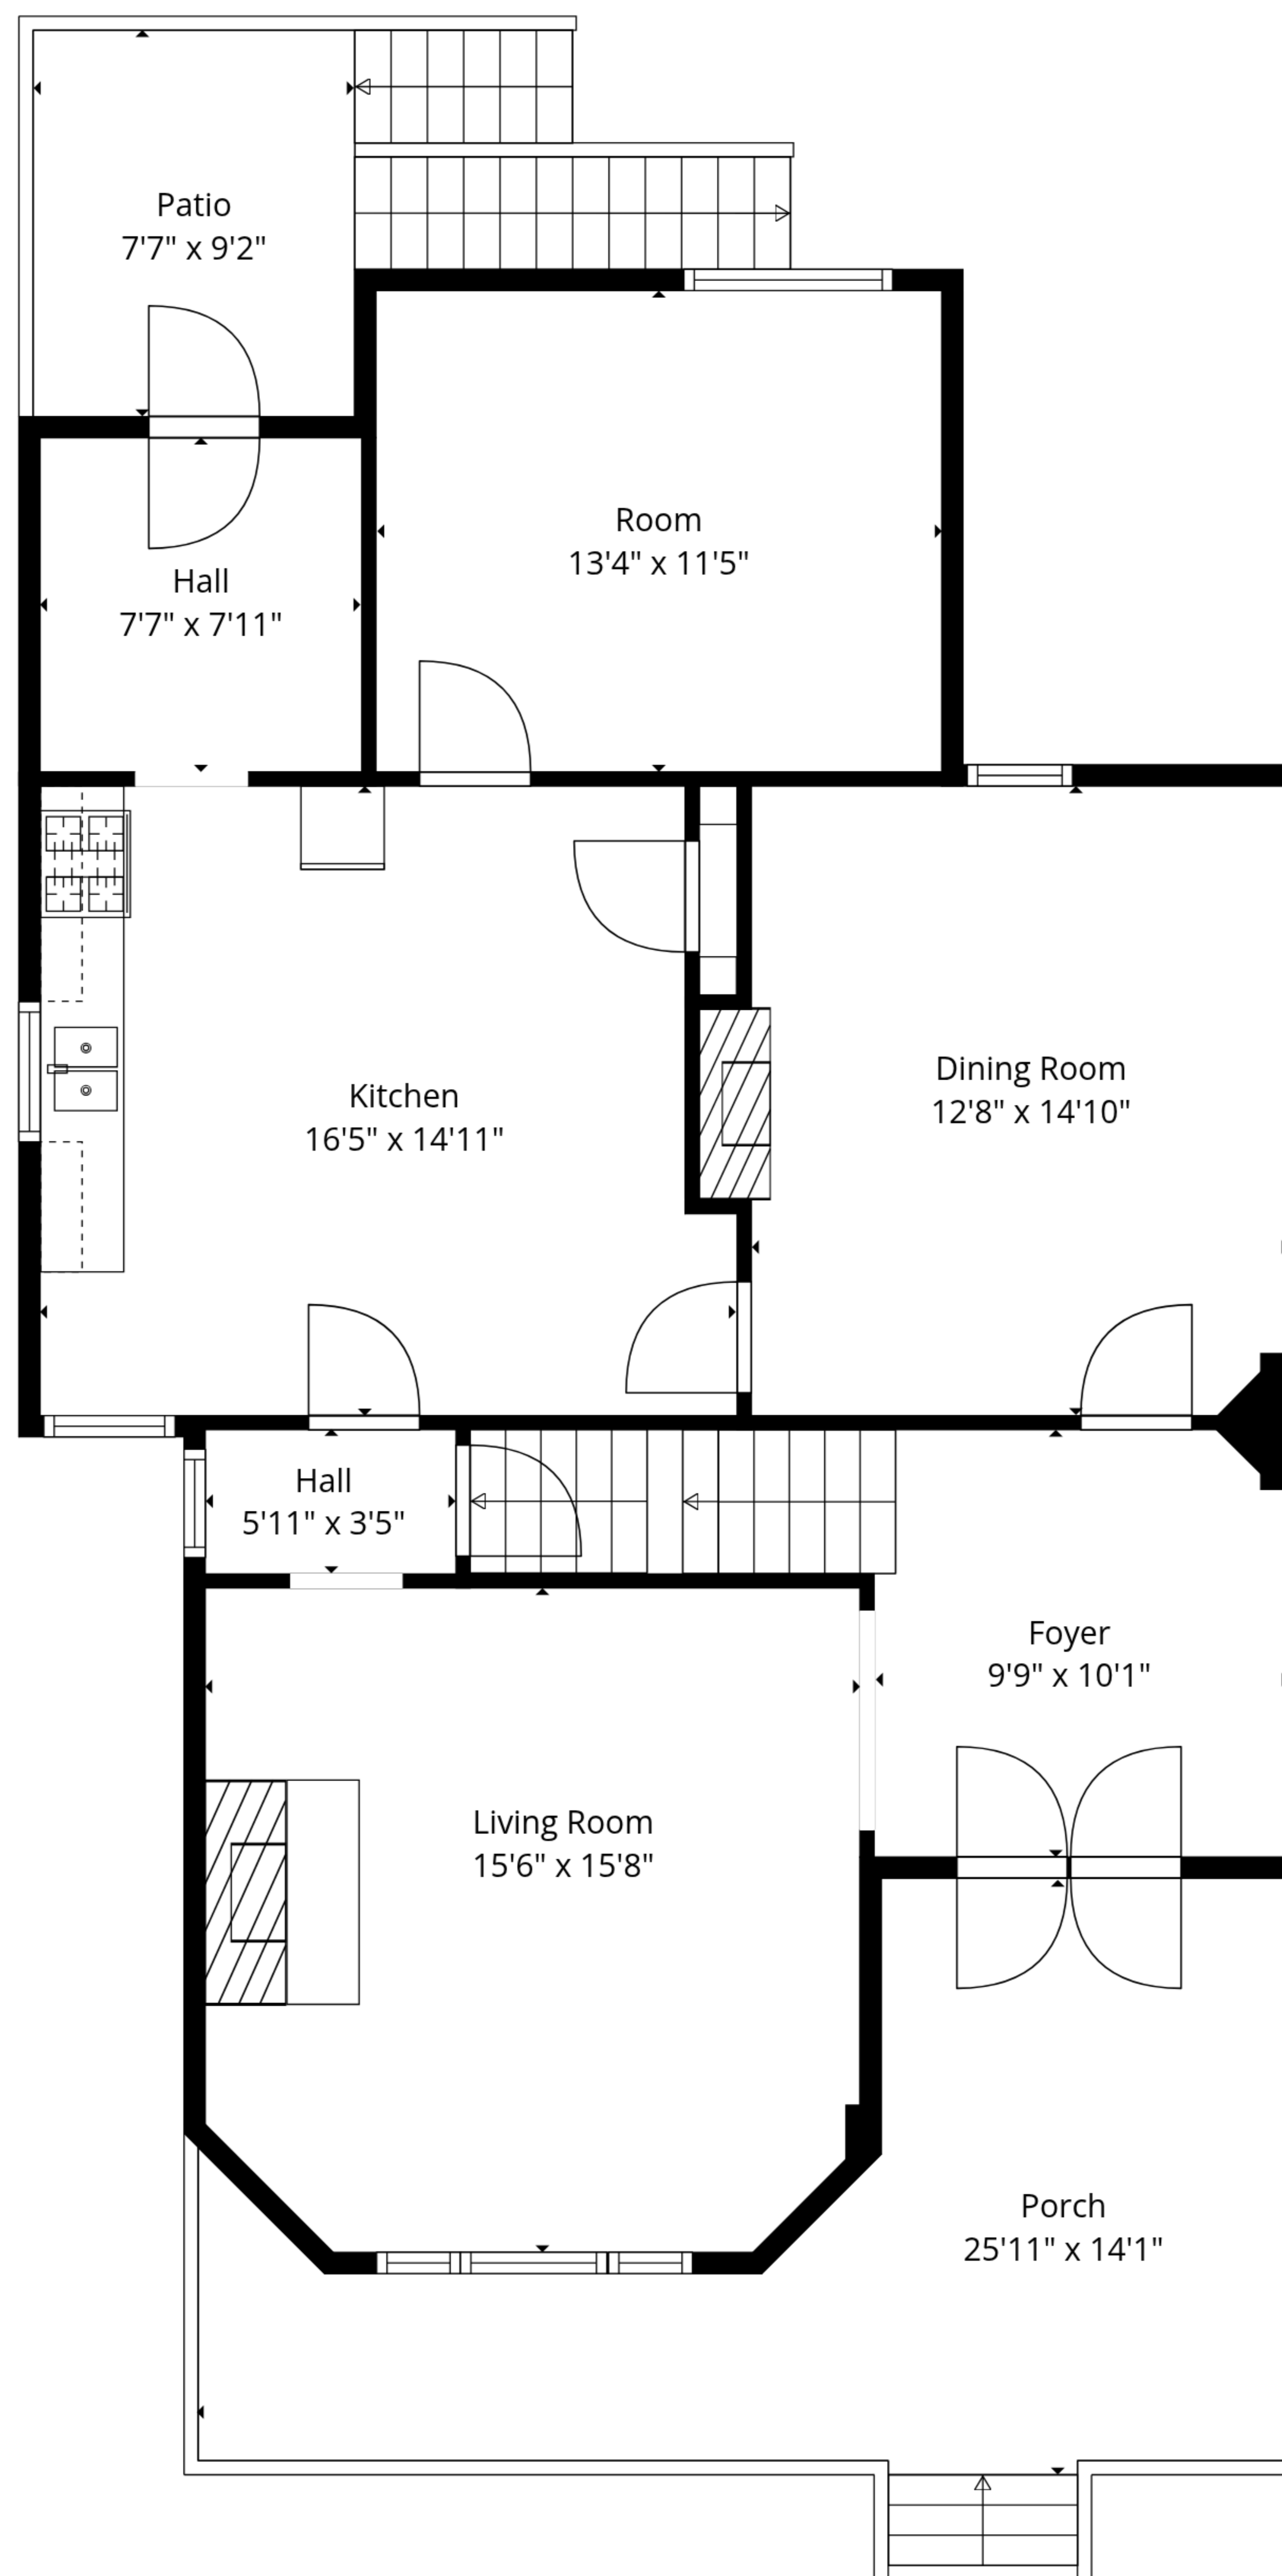 Patio
7'7" x 9'2"
Room
13'4" x 11'5"
Hall
7'7" x 7'11"
Dining Room
12'8" x 14'10"
Kitchen
16'5" x 14'11"
Hall
5'11" x 3'5"
Foyer
9'9" x 10'1"
Living Room
15'6" x 15'8"
Porch
25'11" x 14'1"